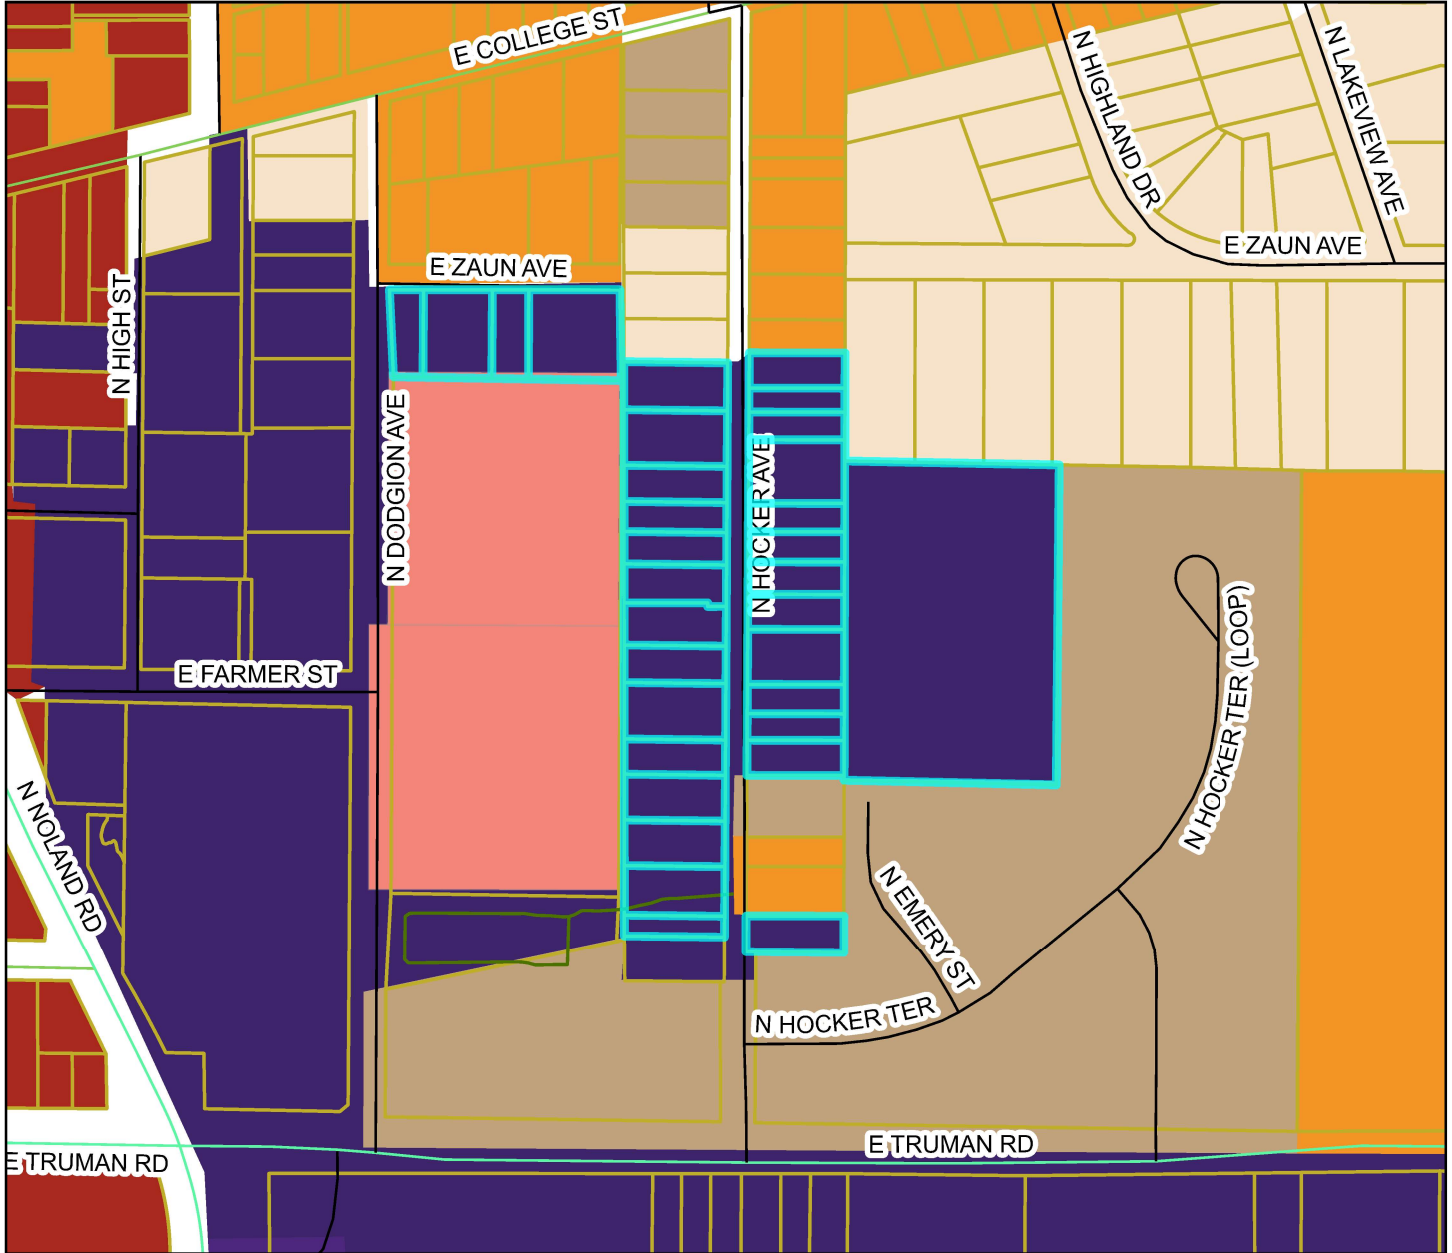 E COLLEGE ST
N HIGHLAND DR
N LAKEVIEW AVE
E ZAUN AVE
E ZAUN AVE
N HIGH ST
N DODGION AVE
N HOCKER AVE
E FARMER ST
N HOCKER TER (LOOP)
N NOLAND RD
N EMERY ST
N HOCKER TER
E TRUMAN RD
E TRUMAN RD